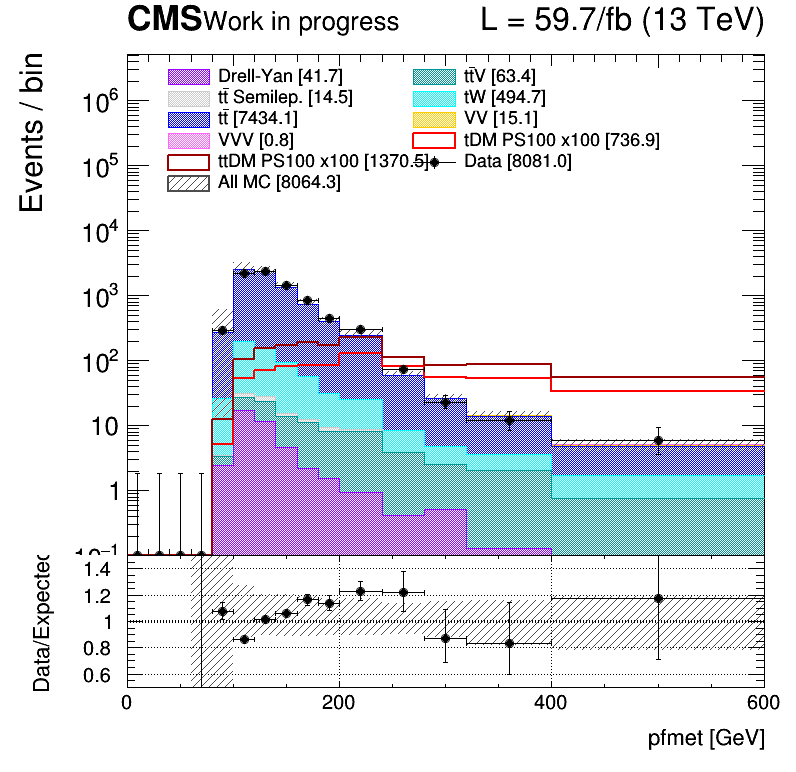 CMS Work in progress L = 59.7/fb (13 TeV)
Events / bin
Drell-Yan [41.7] tt̄V [63.4]
tt̄ Semilep. [14.5] tW [494.7]
tt̄ [7434.1] VV [15.1]
VVV [0.8] tDM PS100 x100 [736.9]
ttDM PS100 x100 [1370.5] Data [8081.0]
All MC [8064.3]
10⁶
10⁵
10⁴
10³
10²
10
1
10⁻¹
Data/Expected
1.4
1.2
1
0.8
0.6
0 200 400 600
pfmet [GeV]